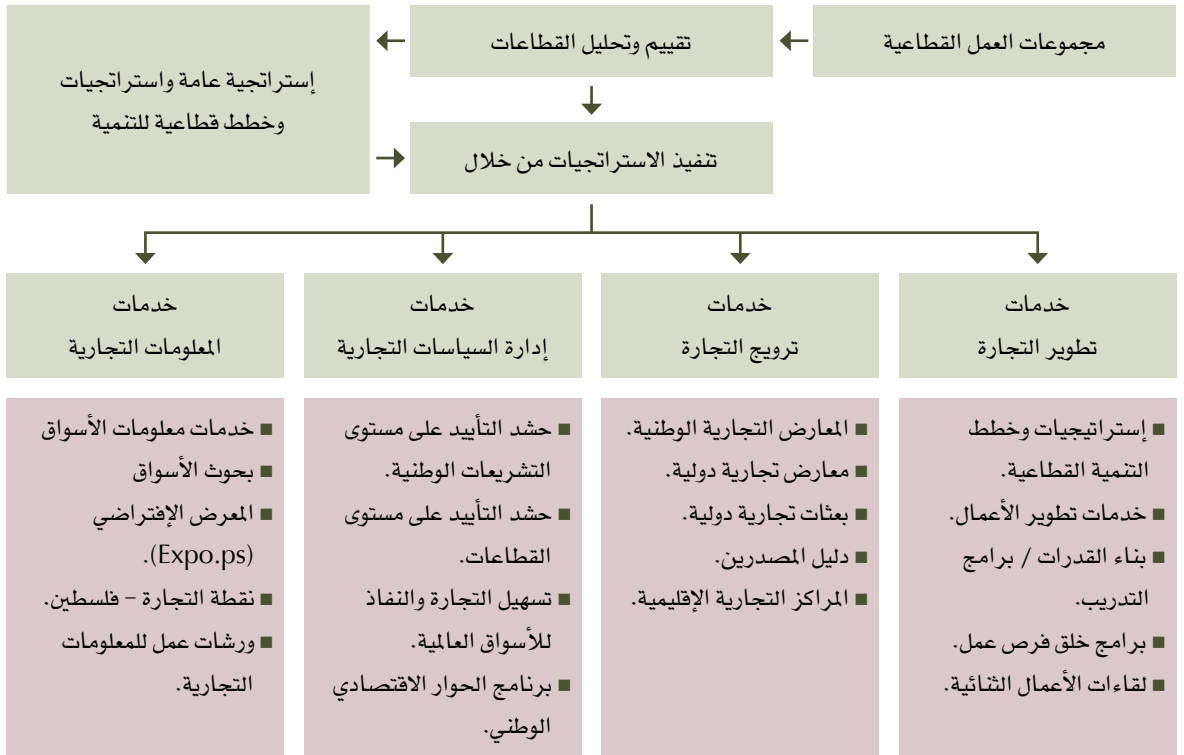 مجموعات العمل القطاعية
تقييم وتحليل القطاعات
إستراتجية عامة واستراتجيات
وخطط قطاعية للتنمية
تنفيذ الاستراتجيات من خلال
خدمات
تطوير التجارة
■ إستراتيجيات وخطط
التنمية القطاعية.
■ خدمات تطوير الأعمال.
■ بناء القدرات / برامج
التدريب.
■ برامج خلق فرص عمل.
■ لقاءات الأعمال الثنائية.
خدمات
ترويج التجارة
■ المعارض التجارية الوطنية.
■ معارض تجارية دولية.
■ بعثات تجارية دولية.
■ دليل المصدرين.
■ المراكز التجارية الإقليمية.
خدمات
إدارة السياسات التجارية
■ حشد التأييد على مستوى
التشريعات الوطنية.
■ حشد التأييد على مستوى
القطاعات.
■ تسهيل التجارة والنفاذ
للأسواق العالمية.
■ برنامج الحوار الاقتصادي
الوطني.
خدمات
المعلومات التجارية
■ خدمات معلومات الأسواق
■ بحوث الأسواق
■ المعرض الإفتراضي
(Expo.ps).
■ نقطة التجارة – فلسطين.
■ ورشات عمل للمعلومات
التجارية.